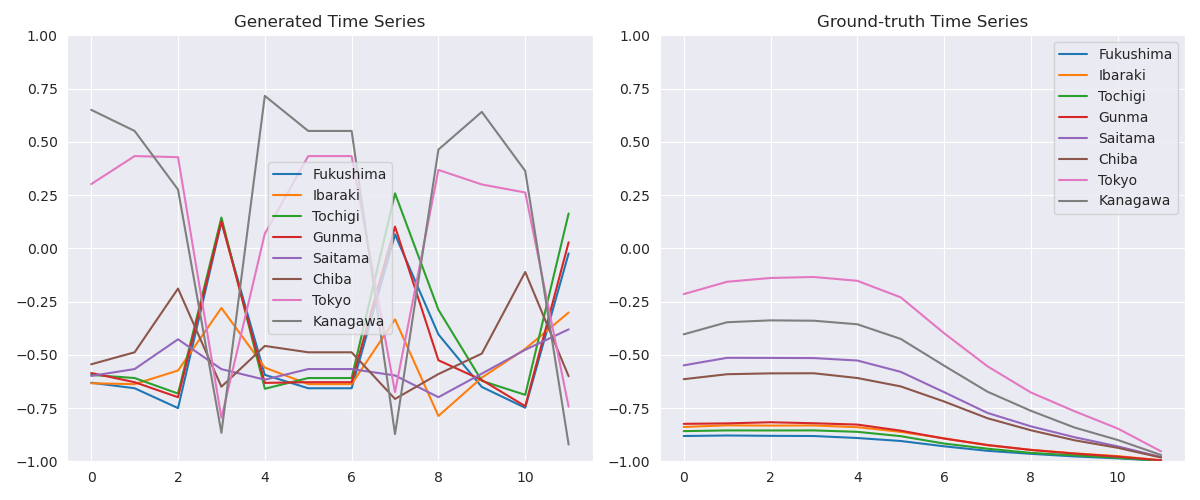 Generated Time Series
1.00
0.75
0.50
0.25
0.00
−0.25
−0.50
−0.75
−1.00
0 2 4 6 8 10
Fukushima
Ibaraki
Tochigi
Gunma
Saitama
Chiba
Tokyo
Kanagawa
Ground-truth Time Series
1.00
0.75
0.50
0.25
0.00
−0.25
−0.50
−0.75
−1.00
0 2 4 6 8 10
Fukushima
Ibaraki
Tochigi
Gunma
Saitama
Chiba
Tokyo
Kanagawa